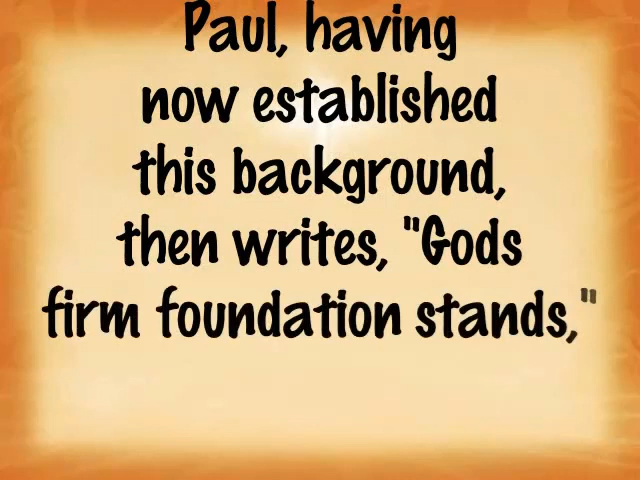 Paul, having
now established
this background,
then writes, "Gods
firm foundation stands,"